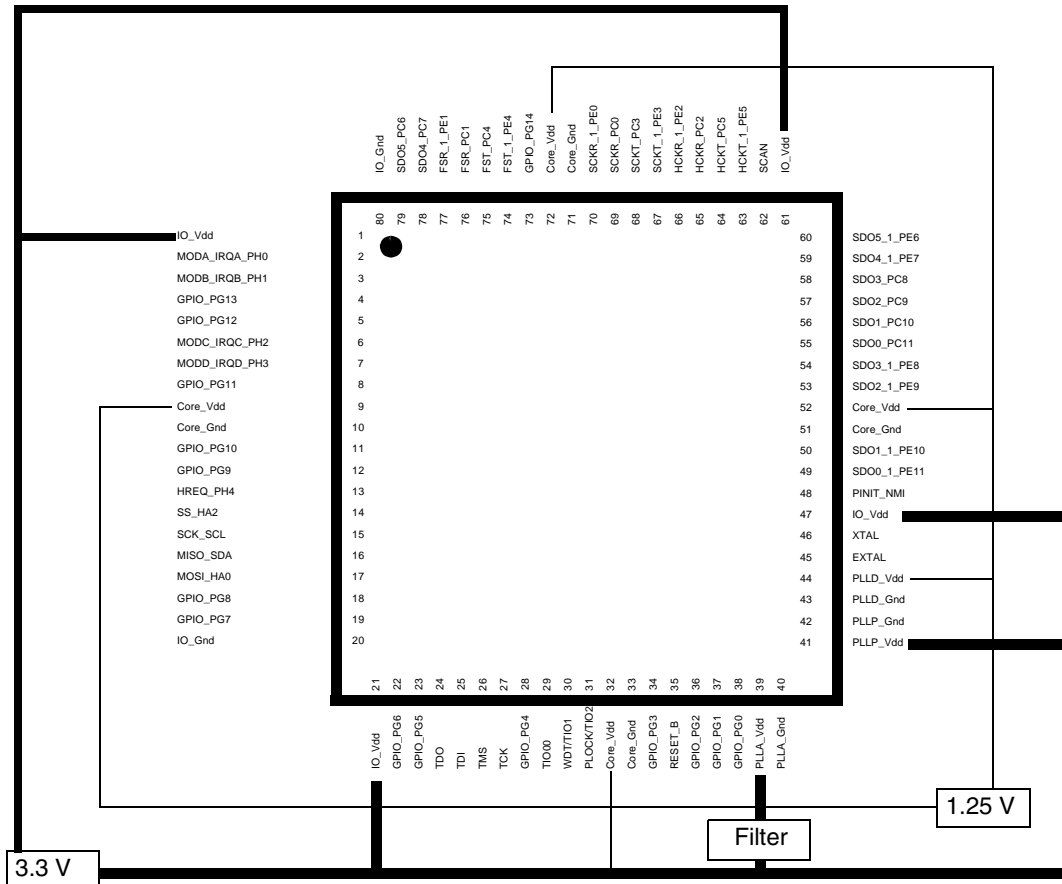 IO_Gnd
SDO5_PC6
SDO4_PC7
FSR_1_PE1
FSR_PC1
FST_PC4
FST_1_PE4
GPIO_PG14
Core_Vdd
Core_Gnd
SCKR_1_PE0
SCKR_PC0
SCKT_PC3
SCKT_1_PE3
HCKR_1_PE2
HCKR_PC2
HCKT_PC5
HCKT_1_PE5
SCAN
IO_Vdd
80 79 78 77 76 75 74 73 72 71 70 69 68 67 66 65 64 63 62 61
IO_Vdd 1
MODA_IRQA_PH0 2
MODB_IRQB_PH1 3
GPIO_PG13 4
GPIO_PG12 5
MODC_IRQC_PH2 6
MODD_IRQD_PH3 7
GPIO_PG11 8
Core_Vdd 9
Core_Gnd 10
GPIO_PG10 11
GPIO_PG9 12
HREQ_PH4 13
SS_HA2 14
SCK_SCL 15
MISO_SDA 16
MOSI_HA0 17
GPIO_PG8 18
GPIO_PG7 19
IO_Gnd 20
60 SDO5_1_PE6
59 SDO4_1_PE7
58 SDO3_PC8
57 SDO2_PC9
56 SDO1_PC10
55 SDO0_PC11
54 SDO3_1_PE8
53 SDO2_1_PE9
52 Core_Vdd
51 Core_Gnd
50 SDO1_1_PE10
49 SDO0_1_PE11
48 PINIT_NMI
47 IO_Vdd
46 XTAL
45 EXTAL
44 PLLD_Vdd
43 PLLD_Gnd
42 PLLP_Gnd
41 PLLP_Vdd
21 22 23 24 25 26 27 28 29 30 31 32 33 34 35 36 37 38 39 40
IO_Vdd
GPIO_PG6
GPIO_PG5
TDO
TDI
TMS
TCK
GPIO_PG4
TIO00
WDT/TIO1
PLOCK/TIO2
Core_Vdd
Core_Gnd
GPIO_PG3
RESET_B
GPIO_PG2
GPIO_PG1
GPIO_PG0
PLLA_Vdd
PLLA_Gnd
1.25 V
Filter
3.3 V